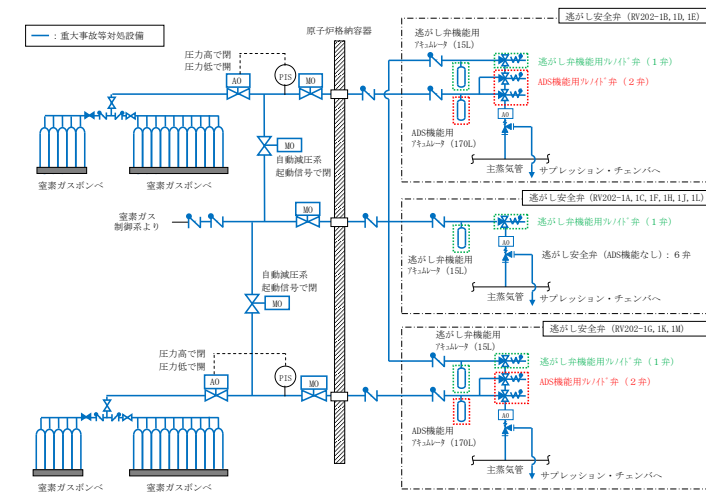 逃がし安全弁 (RV202-1B, 1D, 1E)
：重大事故等対処設備
原子炉格納容器
逃がし弁機能用
アキュムレータ (15L)
圧力高で閉
圧力低で開
AO
PIS
MO
逃がし弁機能用ソレノイド弁（1弁）
ADS機能用ソレノイド弁（2弁）
ADS機能用
アキュムレータ (170L)
AO
主蒸気管
サプレッション・チェンバへ
窒素ガスボンベ
窒素ガスボンベ
MO
自動減圧系
起動信号で閉
逃がし安全弁 (RV202-1A, 1C, 1F, 1H, 1J, 1L)
窒素ガス
制御系より
MO
逃がし弁機能用ソレノイド弁（1弁）
逃がし弁機能用
アキュムレータ (15L)
AO
逃がし安全弁（ADS機能なし）：6弁
主蒸気管
サプレッション・チェンバへ
自動減圧系
起動信号で閉
MO
逃がし安全弁 (RV202-1G, 1K, 1M)
逃がし弁機能用
アキュムレータ (15L)
圧力高で閉
圧力低で開
AO
PIS
MO
逃がし弁機能用ソレノイド弁（1弁）
ADS機能用ソレノイド弁（2弁）
ADS機能用
アキュムレータ (170L)
AO
主蒸気管
サプレッション・チェンバへ
窒素ガスボンベ
窒素ガスボンベ